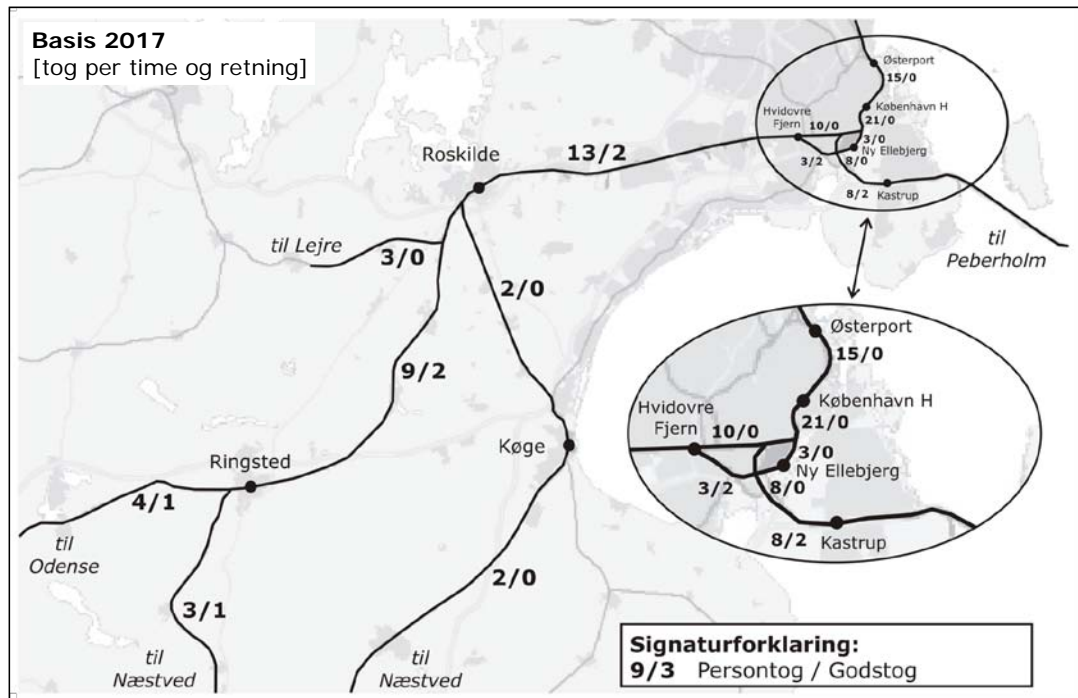 Basis 2017
[tog per time og retning]
Østerport
15/0
København H
Hvidovre
Fjern
10/0
21/0
3/0
Ny Ellebjerg
3/2
8/0
Kastrup
8/2
Roskilde
13/2
til
Peberholm
til Lejre
3/0
2/0
9/2
Østerport
15/0
København H
Hvidovre
Fjern
10/0
21/0
3/0
Ny Ellebjerg
3/2
8/0
8/2
Kastrup
Ringsted
Køge
4/1
til
Odense
3/1
2/0
til
Næstved
til
Næstved
Signaturforklaring:
9/3 Persontog / Godstog